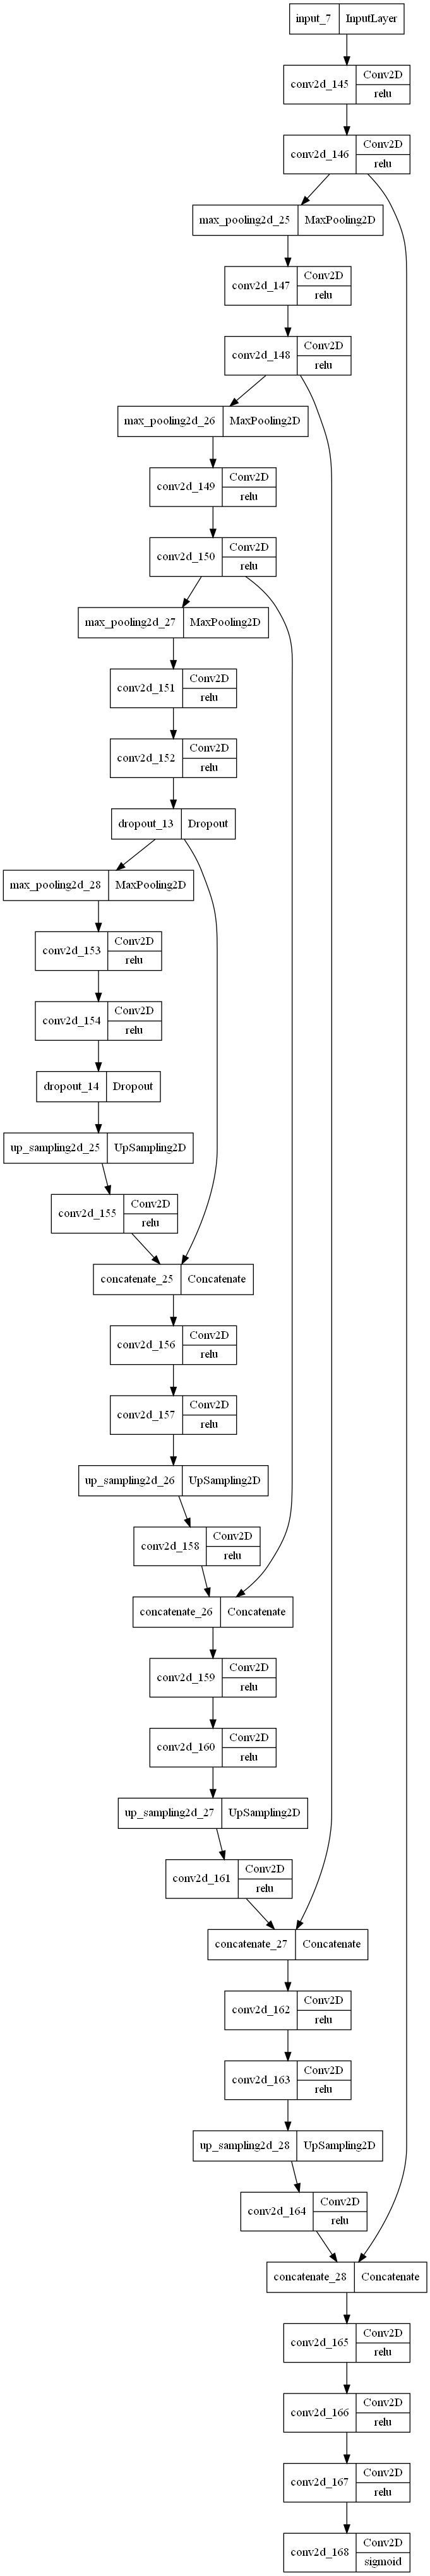 input_7 InputLayer
conv2d_145 Conv2D relu
conv2d_146 Conv2D relu
max_pooling2d_25 MaxPooling2D
conv2d_147 Conv2D relu
conv2d_148 Conv2D relu
max_pooling2d_26 MaxPooling2D
conv2d_149 Conv2D relu
conv2d_150 Conv2D relu
max_pooling2d_27 MaxPooling2D
conv2d_151 Conv2D relu
conv2d_152 Conv2D relu
dropout_13 Dropout
max_pooling2d_28 MaxPooling2D
conv2d_153 Conv2D relu
conv2d_154 Conv2D relu
dropout_14 Dropout
up_sampling2d_25 UpSampling2D
conv2d_155 Conv2D relu
concatenate_25 Concatenate
conv2d_156 Conv2D relu
conv2d_157 Conv2D relu
up_sampling2d_26 UpSampling2D
conv2d_158 Conv2D relu
concatenate_26 Concatenate
conv2d_159 Conv2D relu
conv2d_160 Conv2D relu
up_sampling2d_27 UpSampling2D
conv2d_161 Conv2D relu
concatenate_27 Concatenate
conv2d_162 Conv2D relu
conv2d_163 Conv2D relu
up_sampling2d_28 UpSampling2D
conv2d_164 Conv2D relu
concatenate_28 Concatenate
conv2d_165 Conv2D relu
conv2d_166 Conv2D relu
conv2d_167 Conv2D relu
conv2d_168 Conv2D sigmoid